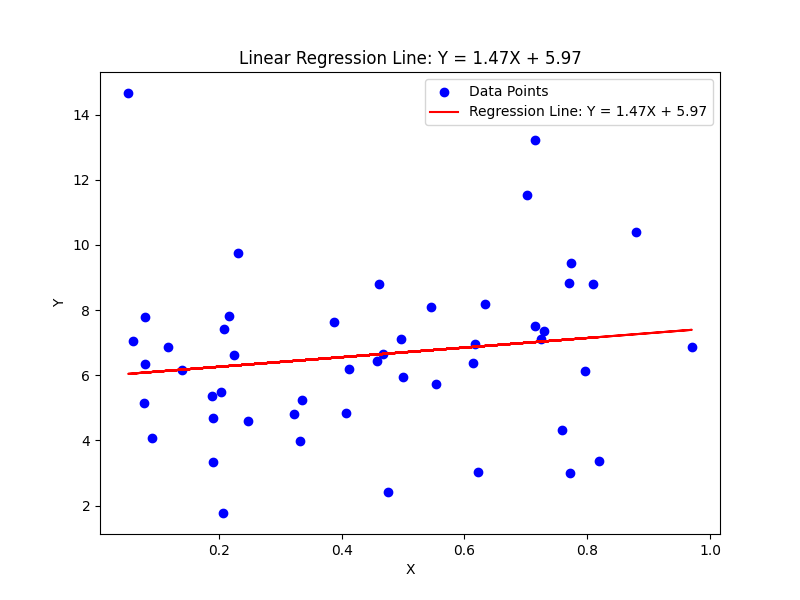 Linear Regression Line: Y = 1.47X + 5.97
Data Points
Regression Line: Y = 1.47X + 5.97
14
12
10
8
6
4
2
Y
0.2 0.4 0.6 0.8 1.0
X